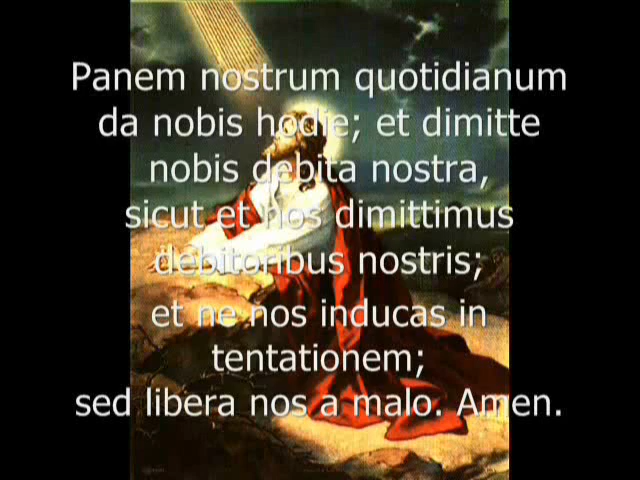 Panem nostrum quotidianum
da nobis hodie; et dimitte
nobis debita nostra,
sicut et nos dimittimus
debitoribus nostris;
et ne nos inducas in
tentationem;
sed libera nos a malo. Amen.